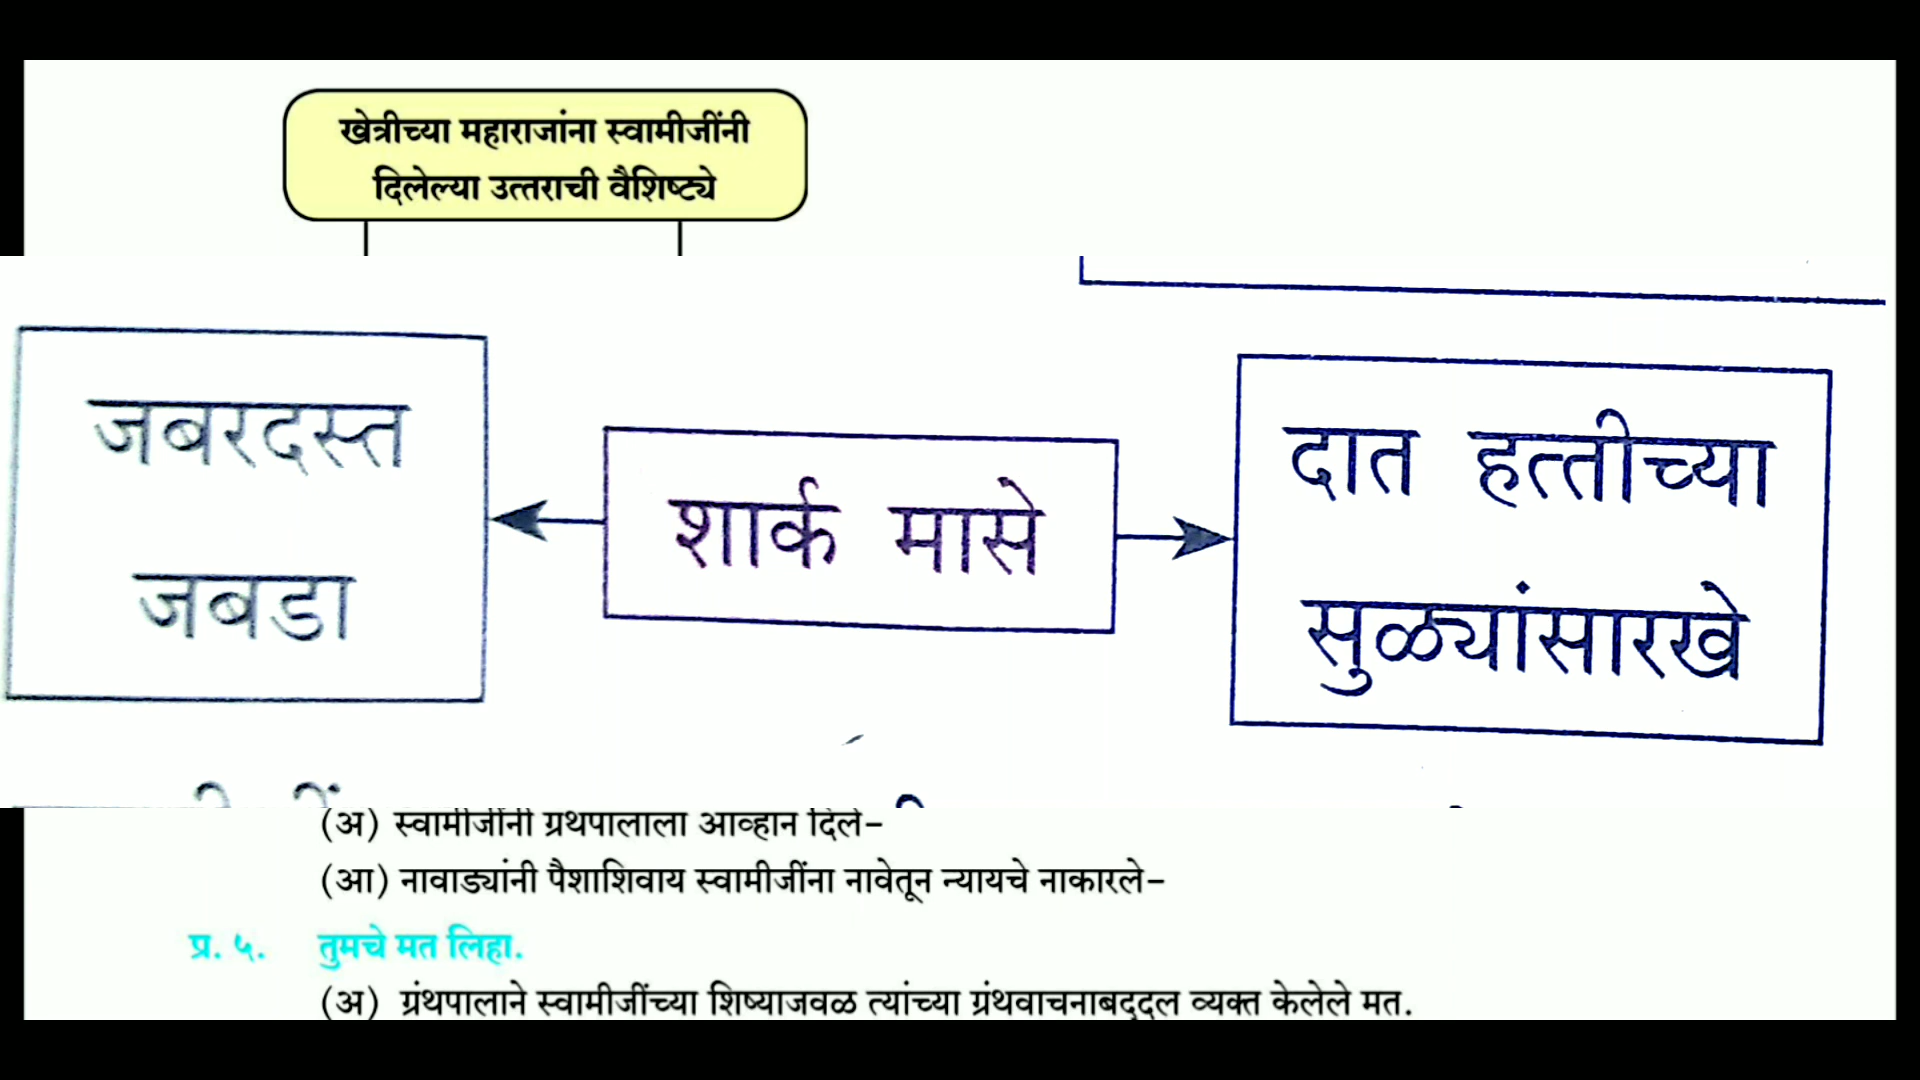 खेत्रीच्या महाराजांना स्वामीजींनी
दिलेल्या उत्तराची वैशिष्ट्ये
जबरदस्त
जबडा
शार्क मासे
दात हत्तीच्या
सुळ्यांसारखे
(अ) स्वामीजींनी ग्रंथपालाला आव्हान दिले–
(आ) नावाड्यांनी पैशाशिवाय स्वामीजींना नावेतून न्यायचे नाकारले–
प्र. ५. तुमचे मत लिहा.
(अ) ग्रंथपालाने स्वामीजींच्या शिष्याजवळ त्यांच्या ग्रंथवाचनाबद्दल व्यक्त केलेले मत.